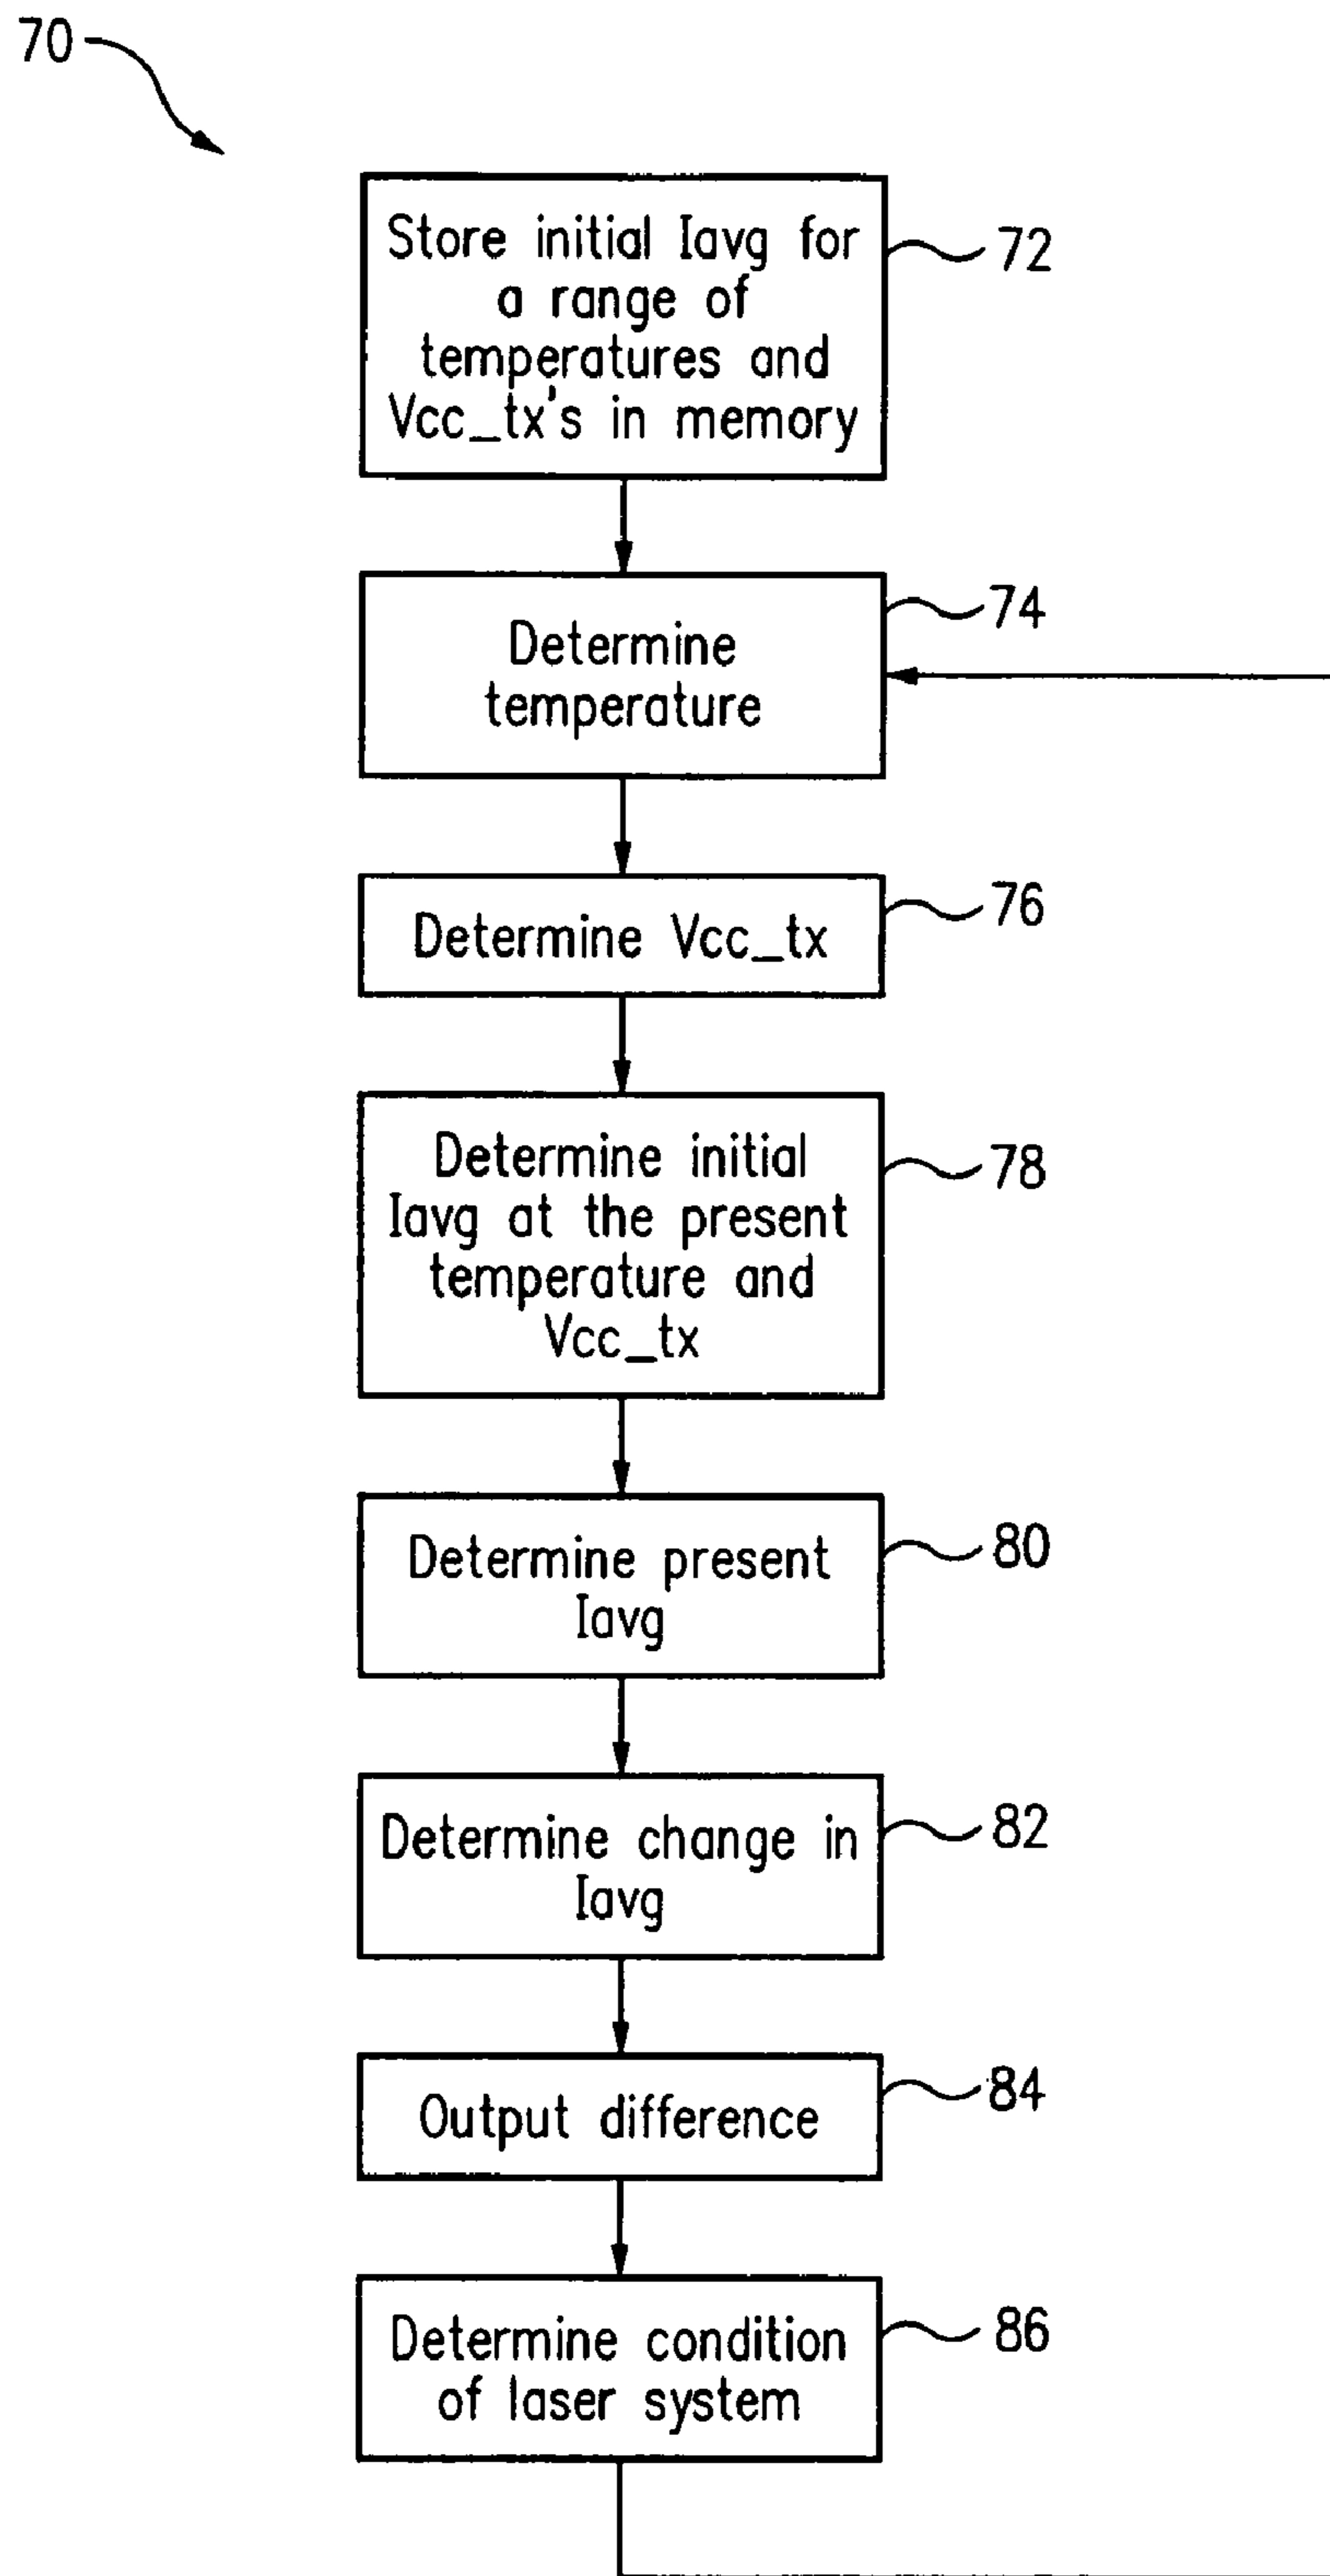 70
Store initial Iavg for
a range of
temperatures and
Vcc_tx's in memory
72
Determine
temperature
74
Determine Vcc_tx
76
Determine initial
Iavg at the present
temperature and
Vcc_tx
78
Determine present
Iavg
80
Determine change in
Iavg
82
Output difference
84
Determine condition
of laser system
86